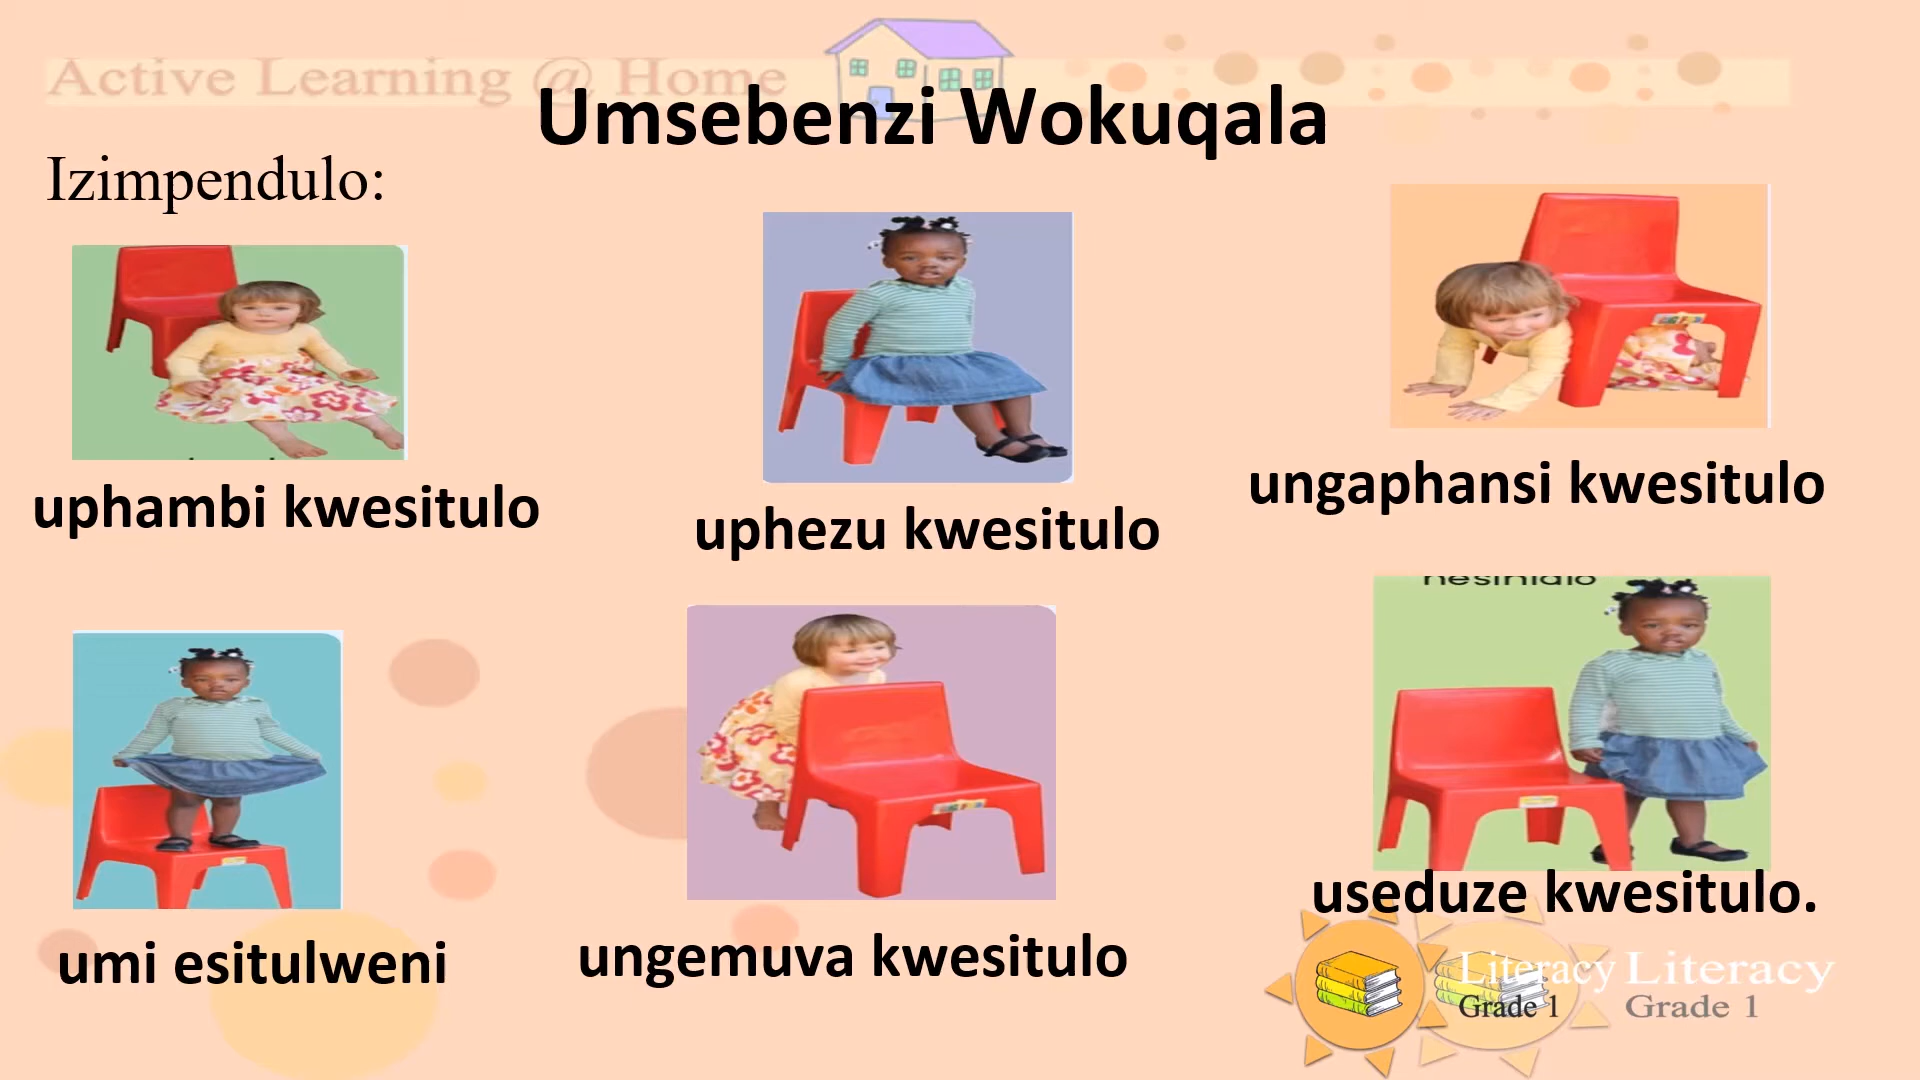 Active Learning @ Home
Umsebenzi Wokuqala
Izimpendulo:
uphambi kwesitulo
uphezu kwesitulo
ungaphansi kwesitulo
umi esitulweni
ungemuva kwesitulo
useduze kwesitulo.
Literacy Literacy
Grade 1 Grade 1